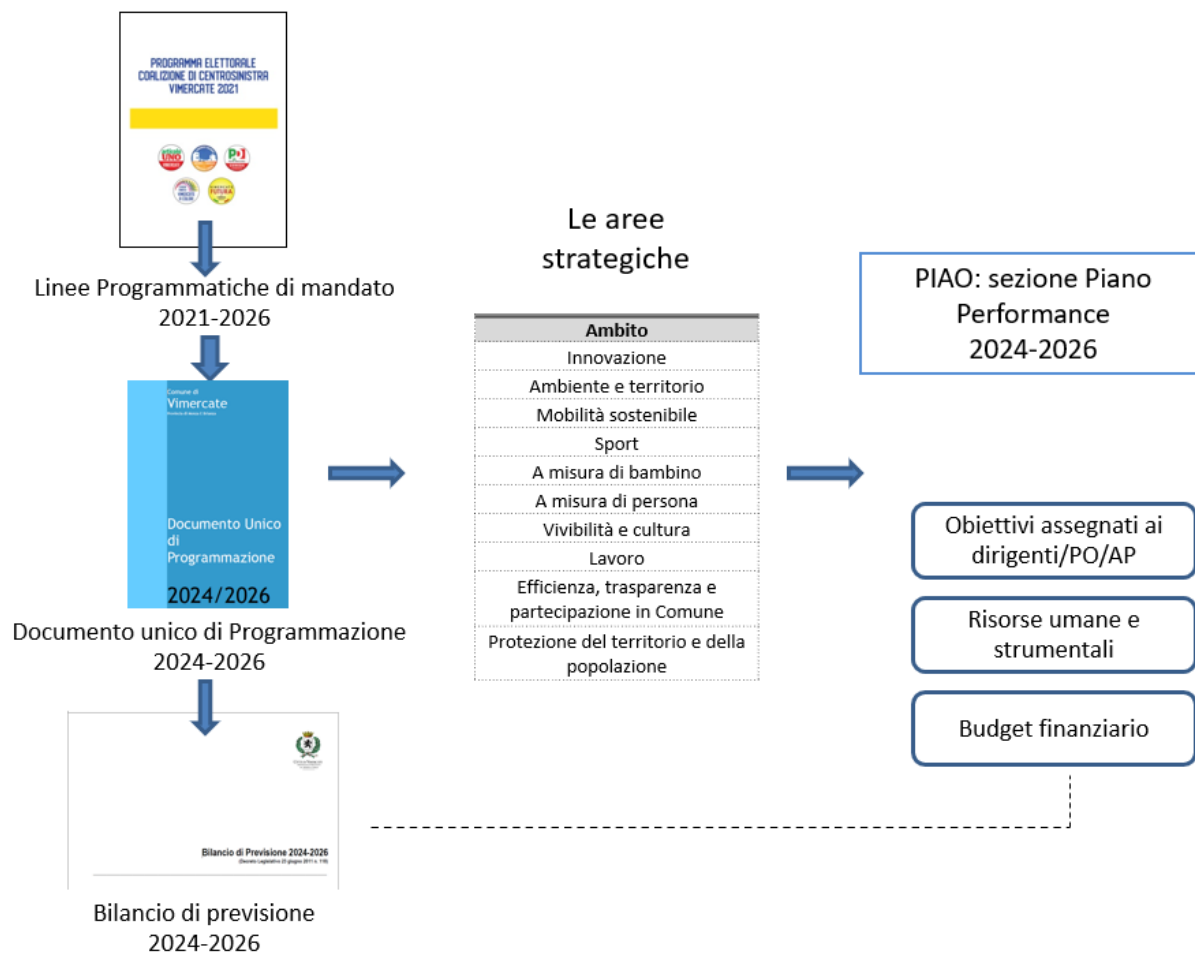 PROGRAMMA ELETTORALE
COALIZIONE DI CENTROSINISTRA
VIMERCATE 2021
UNO
PD
FUTURA
Linee Programmatiche di mandato
2021-2026
Comune di
Vimercate
Documento Unico
di
Programmazione
2024/2026
Documento unico di Programmazione
2024-2026
Bilancio di Previsione 2024-2026
Bilancio di previsione
2024-2026
Le aree
strategiche
Ambito
Innovazione
Ambiente e territorio
Mobilità sostenibile
Sport
A misura di bambino
A misura di persona
Vivibilità e cultura
Lavoro
Efficienza, trasparenza e
partecipazione in Comune
Protezione del territorio e della
popolazione
PIAO: sezione Piano
Performance
2024-2026
Obiettivi assegnati ai
dirigenti/PO/AP
Risorse umane e
strumentali
Budget finanziario